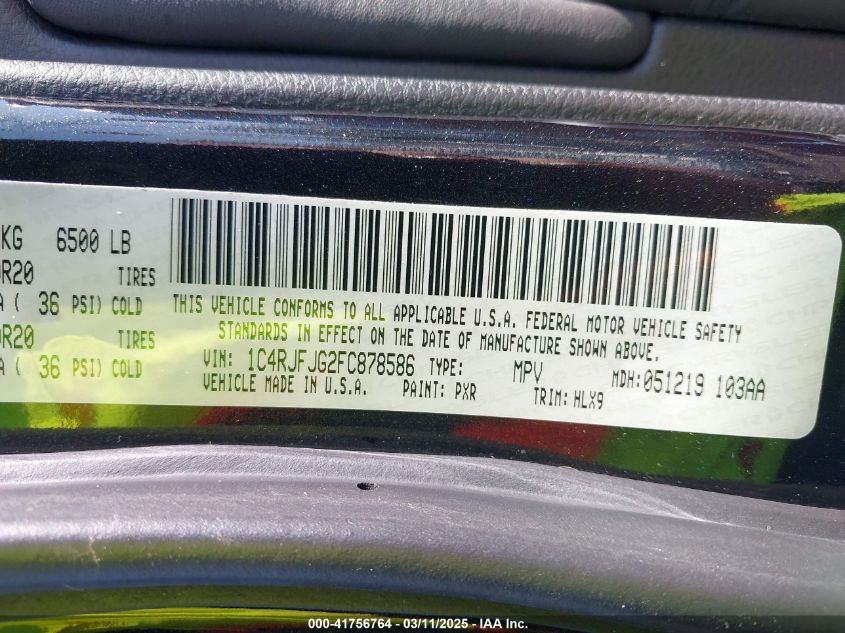 KG 6500 LB
R20 TIRES
( 36 PSI) COLD
R20 TIRES
( 36 PSI) COLD
THIS VEHICLE CONFORMS TO ALL APPLICABLE U.S.A. FEDERAL MOTOR VEHICLE SAFETY
STANDARDS IN EFFECT ON THE DATE OF MANUFACTURE SHOWN ABOVE.
VIN: 1C4RJFJG2FC878586 TYPE: MPV MDH:051219 103AA
VEHICLE MADE IN U.S.A. PAINT: PXR TRIM: HLX9
000-41756764 — 03/11/2025 — IAA Inc.